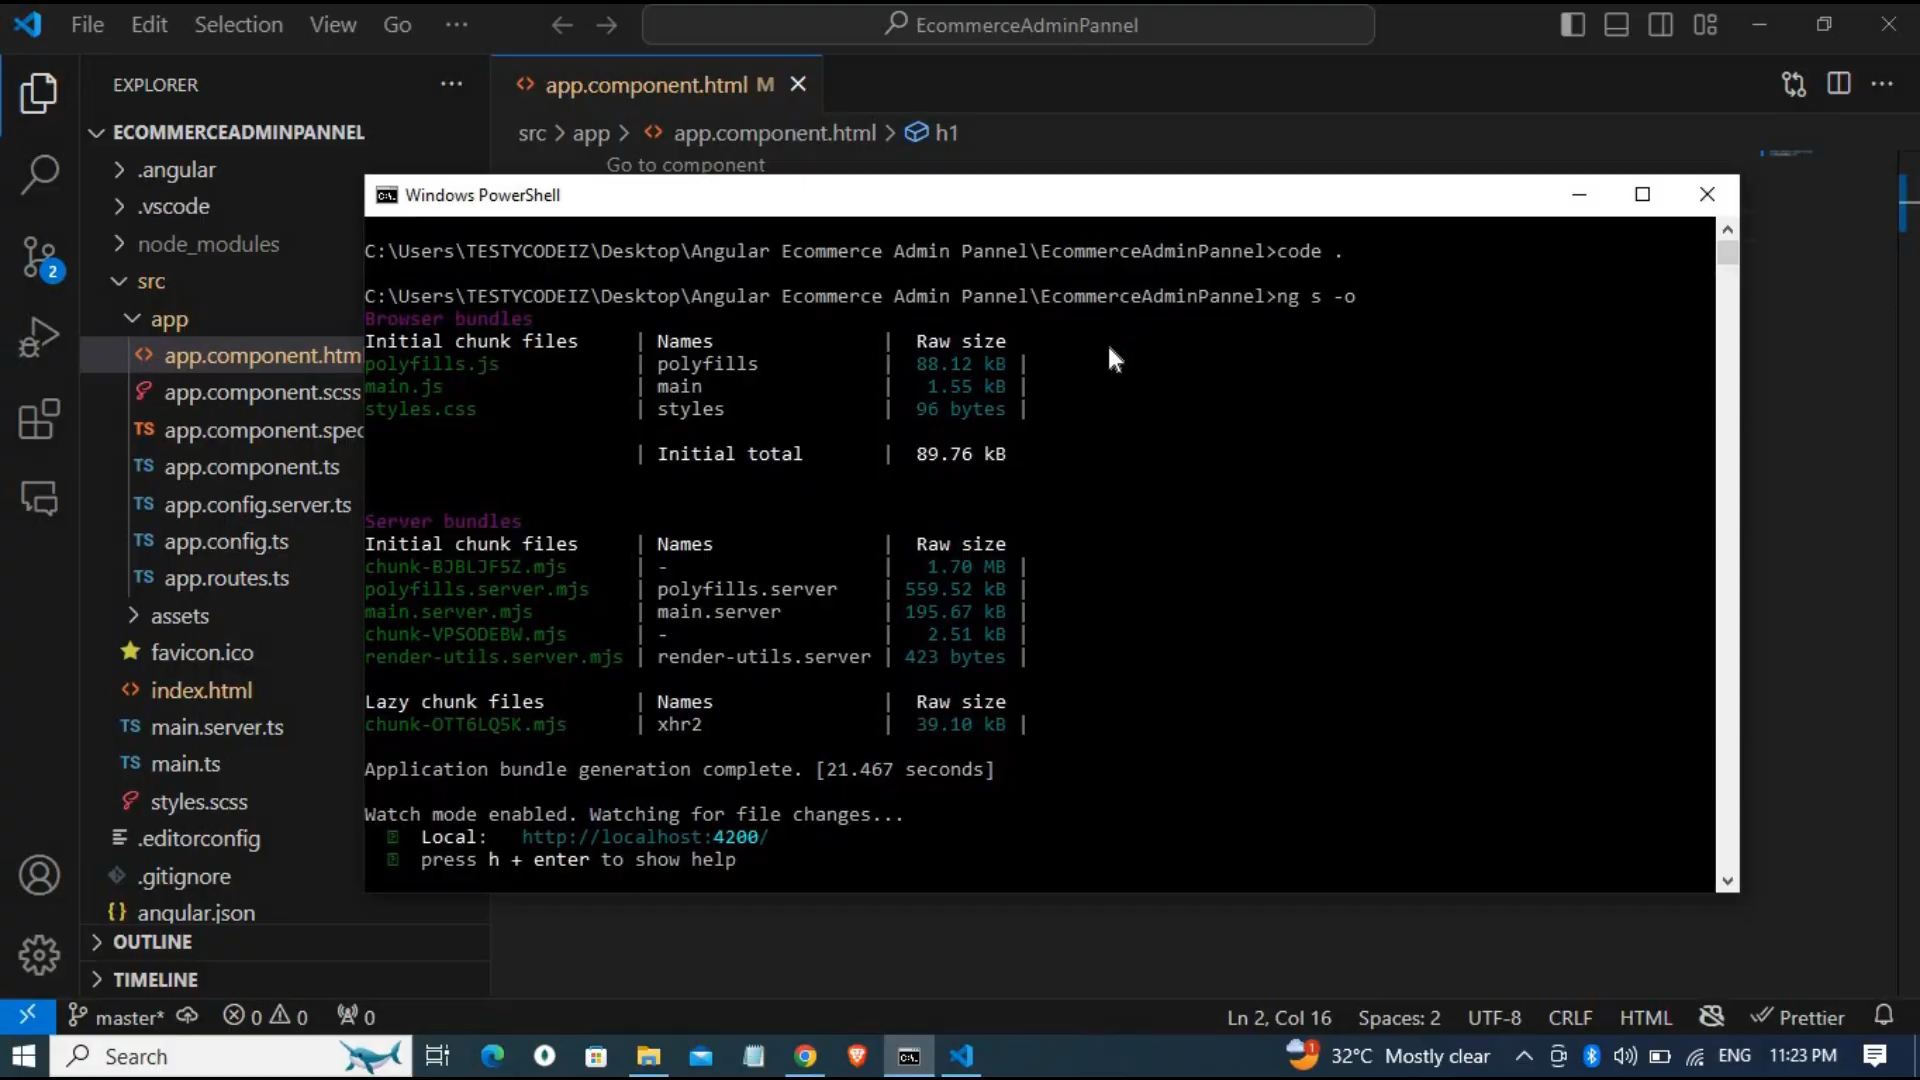 File Edit Selection View Go ··· EcommerceAdminPannel
EXPLORER
app.component.html M
ECOMMERCEADMINPANNEL
src > app > app.component.html > h1
Go to component
.angular
.vscode
node_modules
src
app
app.component.htm
app.component.scss
app.component.spec
app.component.ts
app.config.server.ts
app.config.ts
app.routes.ts
assets
favicon.ico
index.html
main.server.ts
main.ts
styles.scss
.editorconfig
.gitignore
angular.json
OUTLINE
TIMELINE
2
Windows PowerShell
C:\Users\TESTYCODEIZ\Desktop\Angular Ecommerce Admin Pannel\EcommerceAdminPannel>code .
C:\Users\TESTYCODEIZ\Desktop\Angular Ecommerce Admin Pannel\EcommerceAdminPannel>ng s -o
Browser bundles
Initial chunk files | Names | Raw size
polyfills.js | polyfills | 88.12 kB |
main.js | main | 1.55 kB |
styles.css | styles | 96 bytes |
| Initial total | 89.76 kB
Server bundles
Initial chunk files | Names | Raw size
chunk-BJBLJF5Z.mjs | - | 1.70 MB |
polyfills.server.mjs | polyfills.server | 559.52 kB |
main.server.mjs | main.server | 195.67 kB |
chunk-VPSODEBW.mjs | - | 2.51 kB |
render-utils.server.mjs | render-utils.server | 423 bytes |
Lazy chunk files | Names | Raw size
chunk-OTT6LQ5K.mjs | xhr2 | 39.10 kB |
Application bundle generation complete. [21.467 seconds]
Watch mode enabled. Watching for file changes...
Local: http://localhost:4200/
press h + enter to show help
master* 0 0 0 Ln 2, Col 16 Spaces: 2 UTF-8 CRLF HTML Prettier
Search 1 32°C Mostly clear ENG 11:23 PM